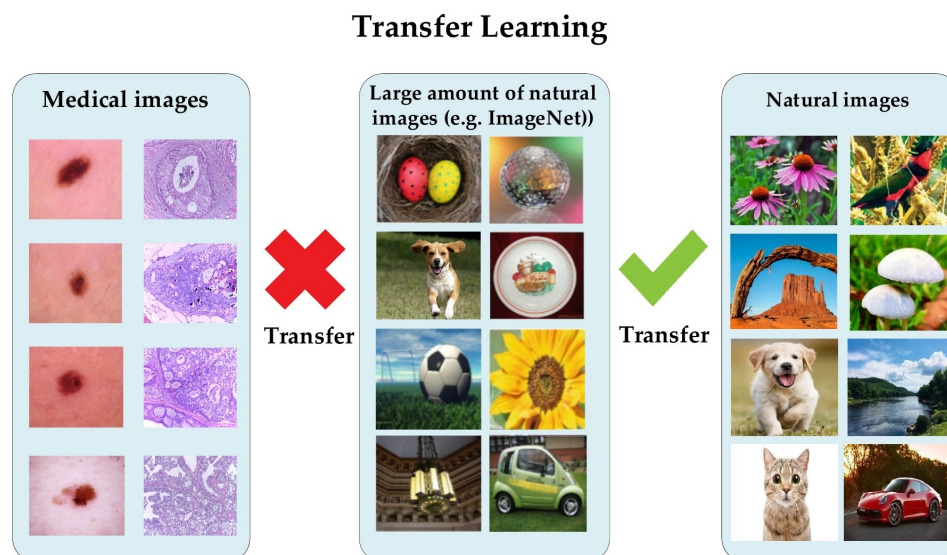 Transfer Learning
Medical images
Large amount of natural
images (e.g. ImageNet))
Natural images
Transfer
Transfer